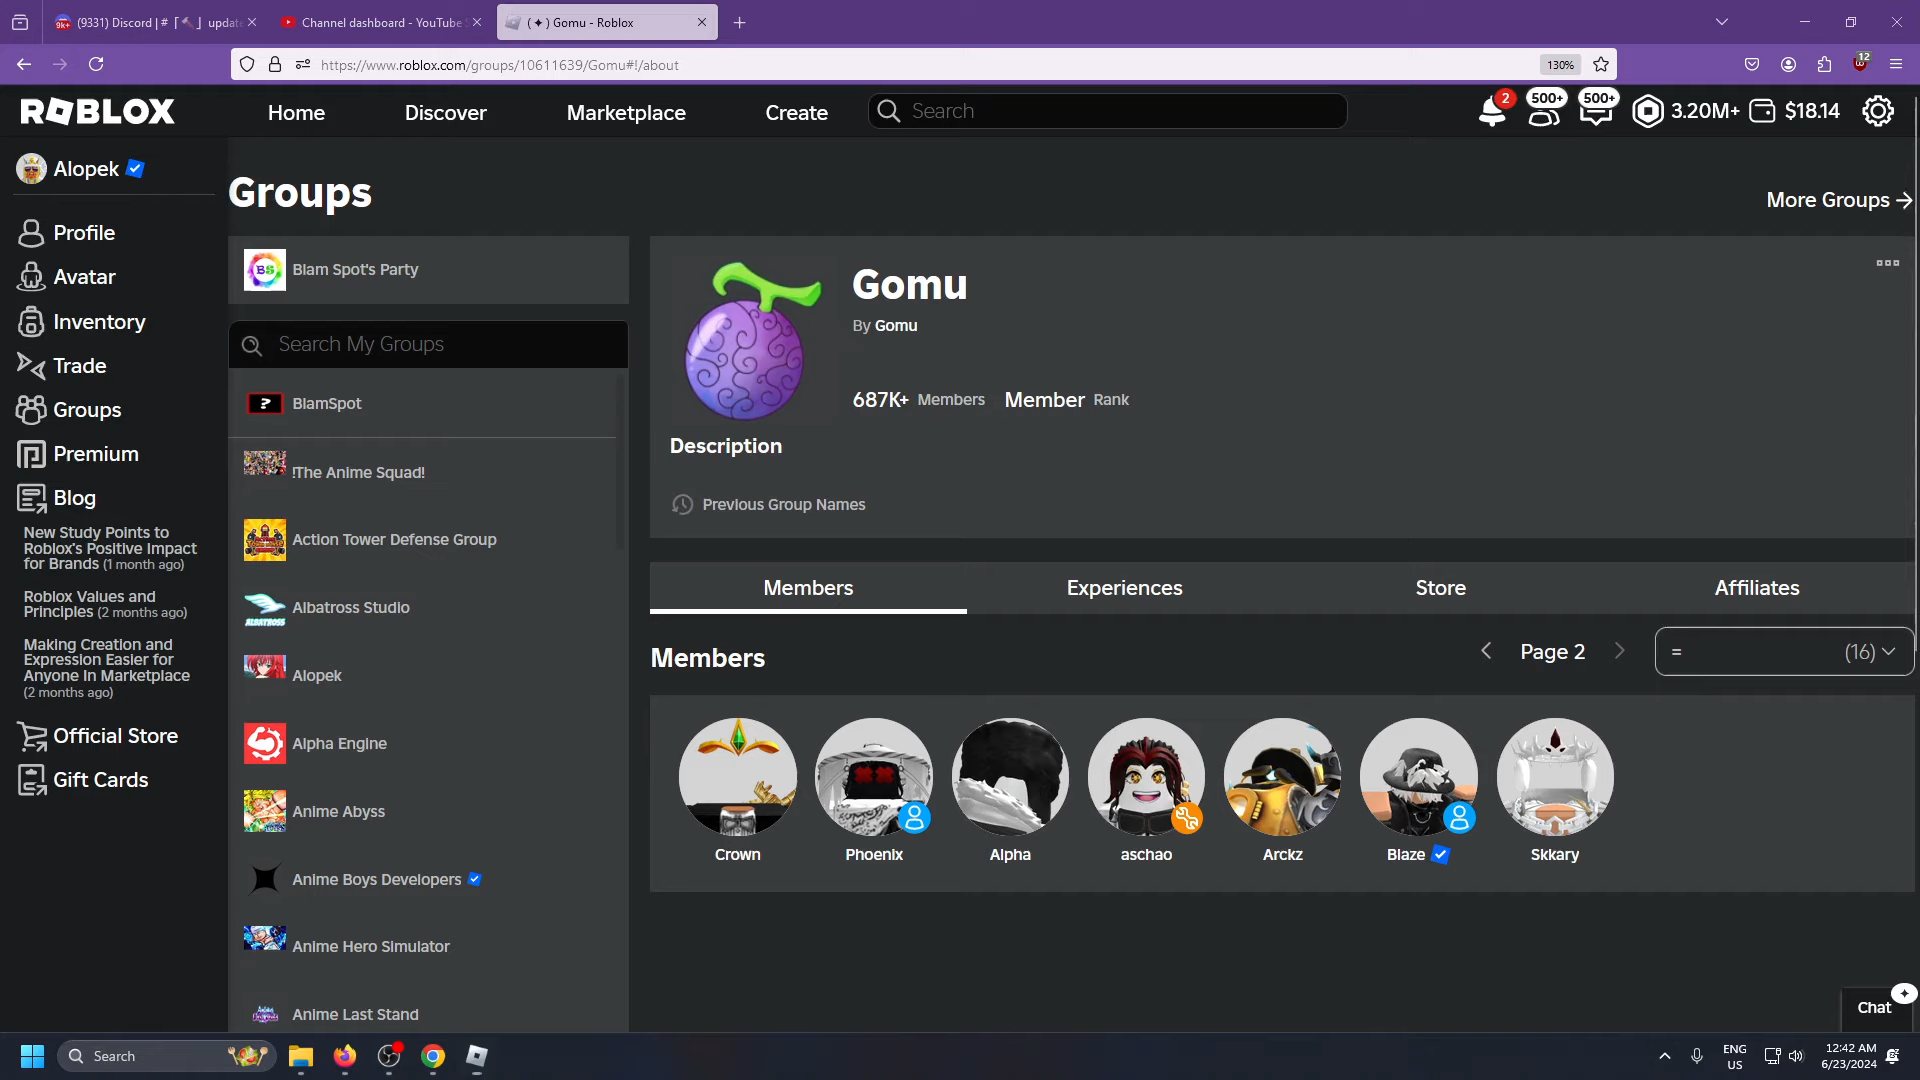 (9331) Discord | # 「🔨」 updat
Channel dashboard - YouTube
( ✦ ) Gomu - Roblox
https://www.roblox.com/groups/10611639/Gomu#!/about
130%
12
ROBLOX
Home
Discover
Marketplace
Create
Search
2
500+
500+
3.20M+
$18.14
Alopek
Profile
Avatar
Inventory
Trade
Groups
Premium
Blog
New Study Points to
Roblox's Positive Impact
for Brands (1 month ago)
Roblox Values and
Principles (2 months ago)
Making Creation and
Expression Easier for
Anyone in Marketplace
(2 months ago)
Official Store
Gift Cards
Groups
More Groups →
BS
Blam Spot's Party
Search My Groups
?
BlamSpot
!The Anime Squad!
Action Tower Defense Group
ALBATROSS
Albatross Studio
Alopek
Alpha Engine
Anime Abyss
Anime Boys Developers
Anime Hero Simulator
Anime Last Stand
Gomu
By Gomu
687K+ Members Member Rank
Description
Previous Group Names
Members
Experiences
Store
Affiliates
Members
Page 2
= (16)
Crown
Phoenix
Alpha
aschao
Arckz
Blaze
Skkary
Chat
Search
ENG
US
12:42 AM
6/23/2024